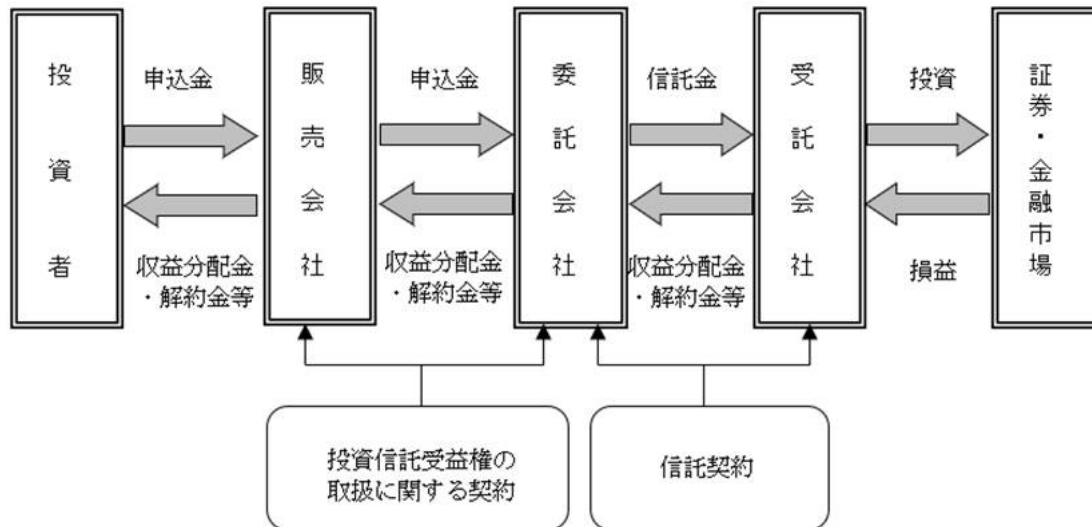 投資者
申込金
収益分配金
・解約金等
販売会社
申込金
収益分配金
・解約金等
委託会社
信託金
収益分配金
・解約金等
受託会社
投資
損益
証券・金融市場
投資信託受益権の
取扱に関する契約
信託契約